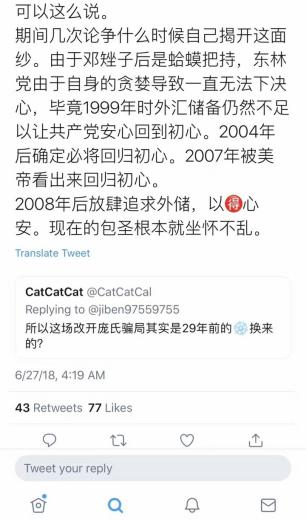 可以这么说。
期间几次论争什么时候自己揭开这面
纱。由于邓矮子后是蛤蟆把持，东林
党由于自身的贪婪导致一直无法下决
心，毕竟1999年时外汇储备仍然不足
以让共产党安心回到初心。2004年
后确定必将回归初心。2007年被美
帝看出来回归初心。
2008年后放肆追求外储，以🉐心
安。现在的包圣根本就坐怀不乱。
Translate Tweet
CatCatCat @CatCatCal
Replying to @jiben97559755
所以这场改开庞氏骗局其实是29年前的❄️换来
的?
6/27/18, 4:19 AM
43 Retweets 77 Likes
Tweet your reply